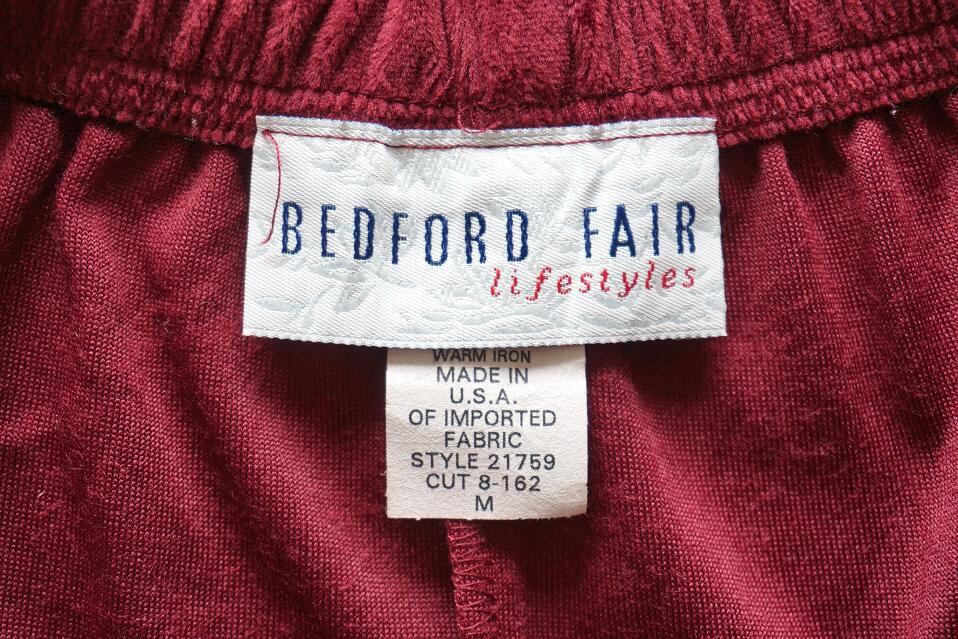 BEDFORD FAIR
lifestyles
WARM IRON
MADE IN
U.S.A.
OF IMPORTED
FABRIC
STYLE 21759
CUT 8-162
M